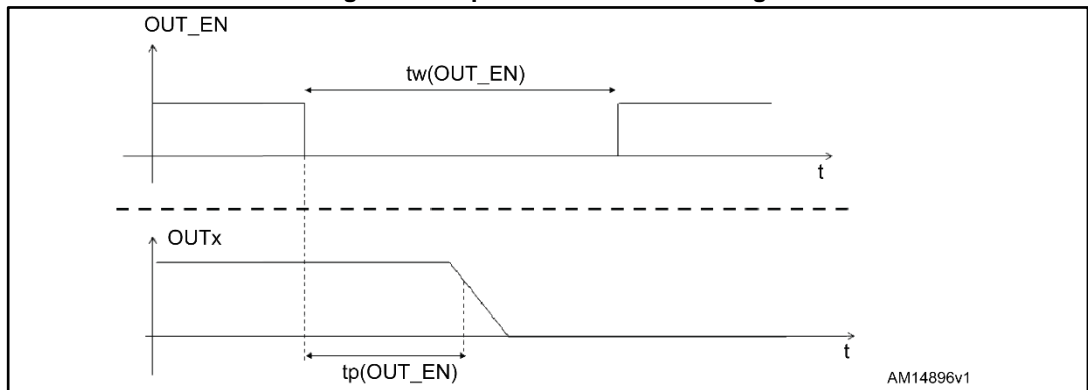 OUT_EN
tw(OUT_EN)
t
OUTx
t
tp(OUT_EN)
AM14896v1